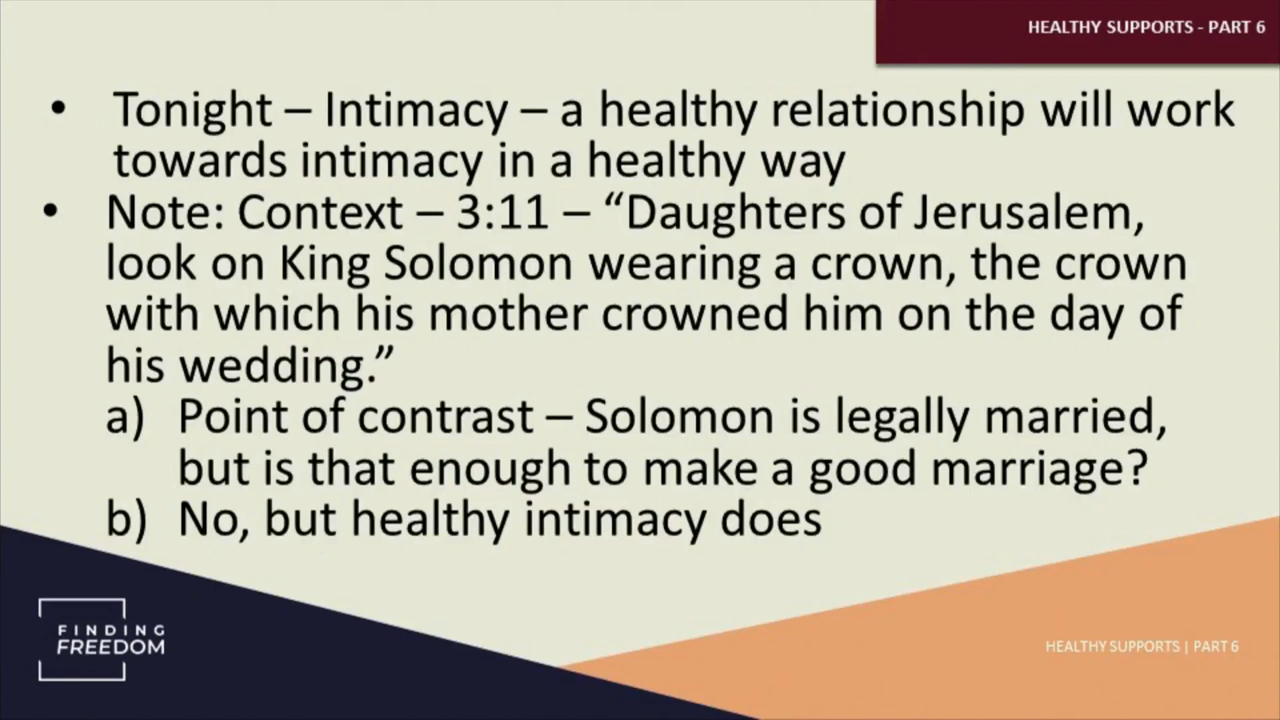 HEALTHY SUPPORTS - PART 6
• Tonight – Intimacy – a healthy relationship will work
towards intimacy in a healthy way
• Note: Context – 3:11 – “Daughters of Jerusalem,
look on King Solomon wearing a crown, the crown
with which his mother crowned him on the day of
his wedding.”
a) Point of contrast – Solomon is legally married,
but is that enough to make a good marriage?
b) No, but healthy intimacy does
FINDING
FREEDOM
HEALTHY SUPPORTS | PART 6